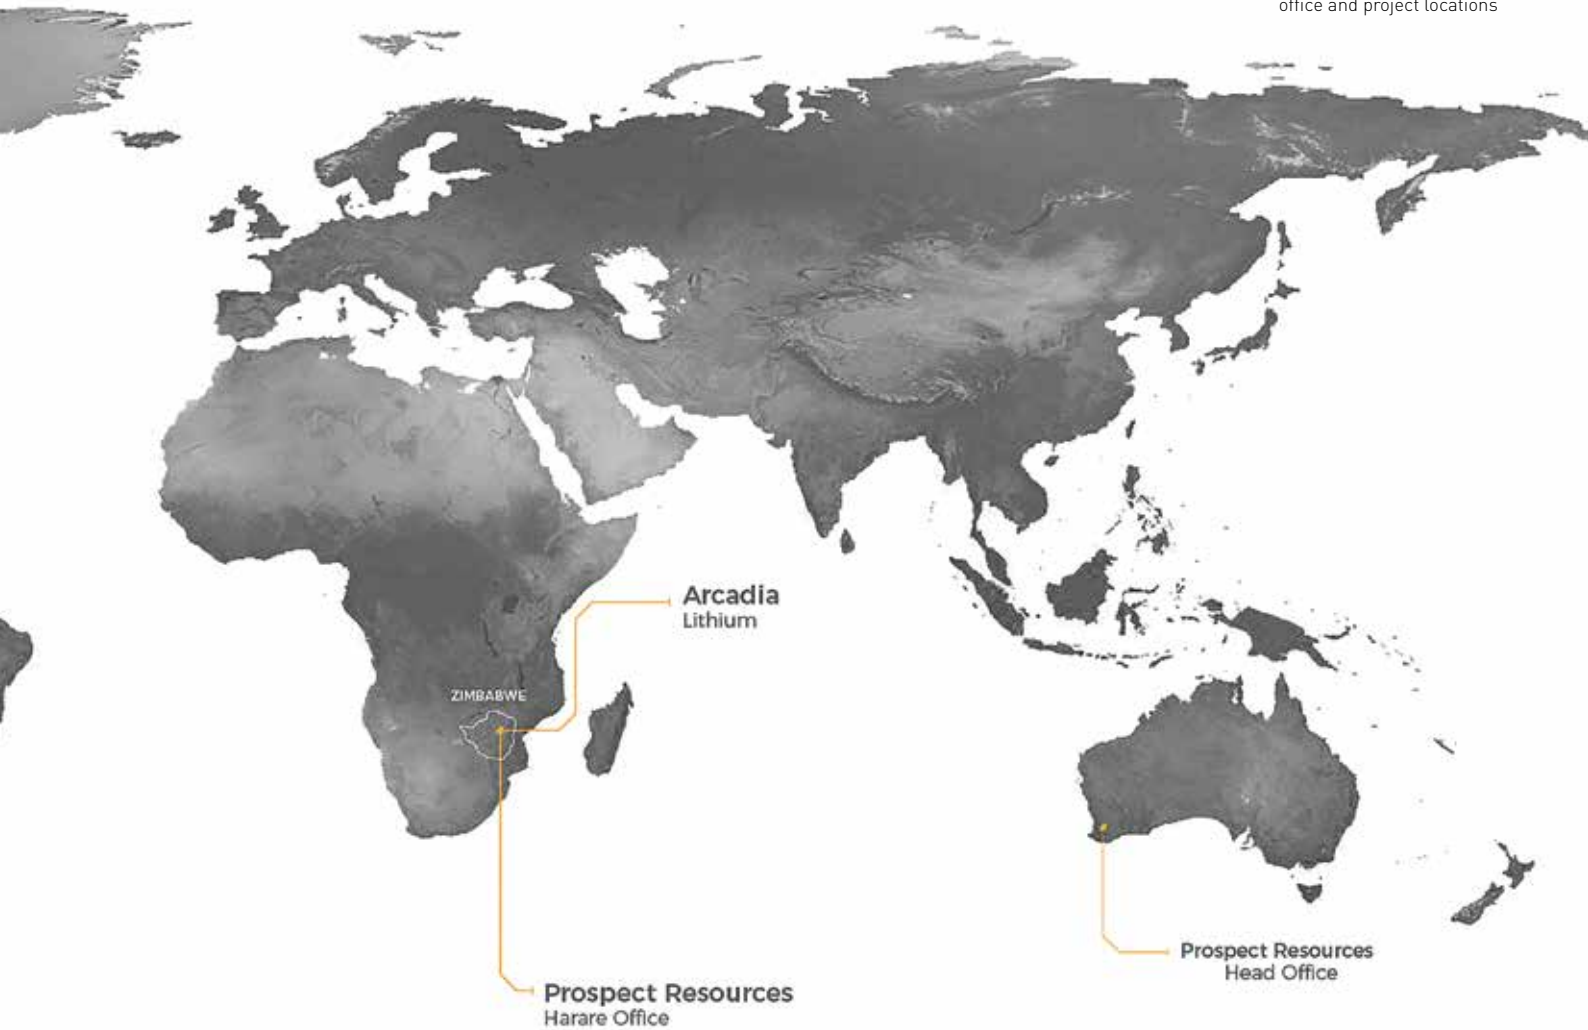 office and project locations
Arcadia
Lithium
ZIMBABWE
Prospect Resources
Head Office
Prospect Resources
Harare Office